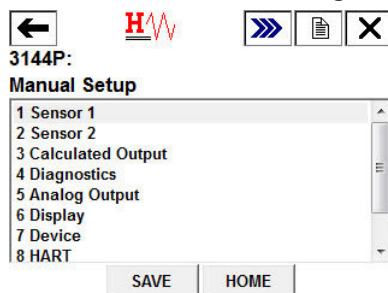 H
3144P:
Manual Setup
1 Sensor 1
2 Sensor 2
3 Calculated Output
4 Diagnostics
5 Analog Output
6 Display
7 Device
8 HART
SAVE HOME